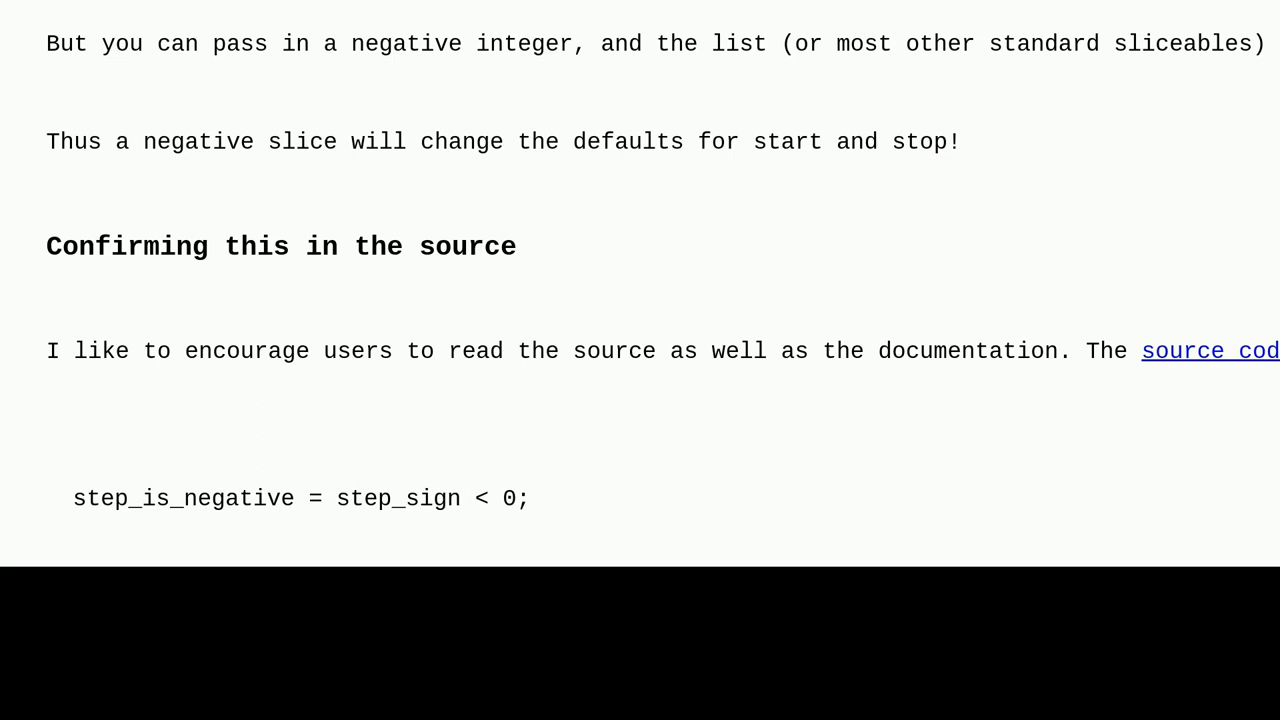 But you can pass in a negative integer, and the list (or most other standard sliceables)
Thus a negative slice will change the defaults for start and stop!
Confirming this in the source
I like to encourage users to read the source as well as the documentation. The source cod
step_is_negative = step_sign < 0;